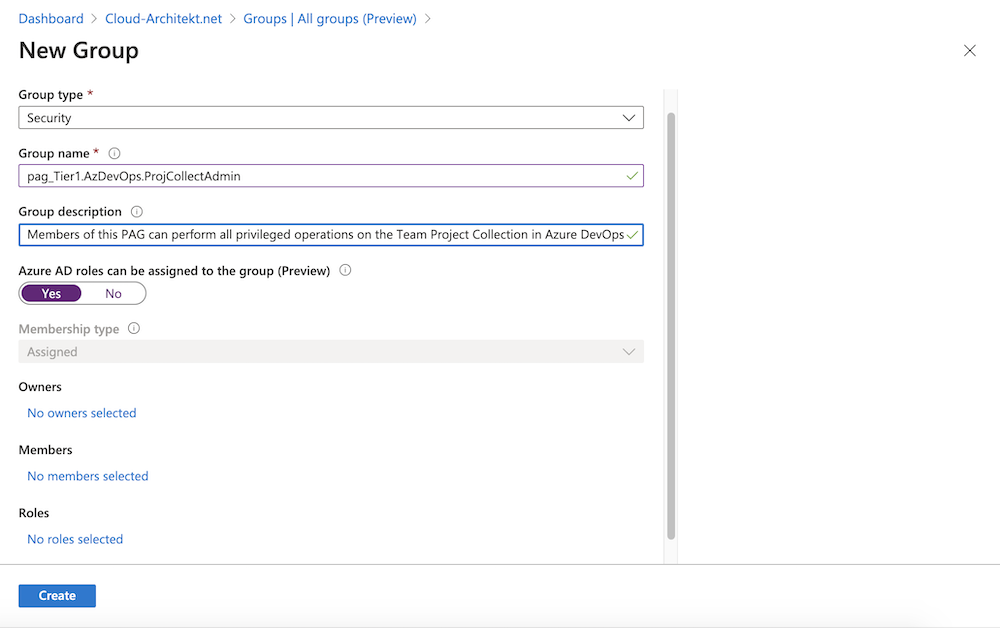 Dashboard > Cloud-Architekt.net > Groups | All groups (Preview) >
New Group
Group type *
Security
Group name *
pag_Tier1.AzDevOps.ProjCollectAdmin
Group description
Members of this PAG can perform all privileged operations on the Team Project Collection in Azure DevOps
Azure AD roles can be assigned to the group (Preview)
Yes No
Membership type
Assigned
Owners
No owners selected
Members
No members selected
Roles
No roles selected
Create